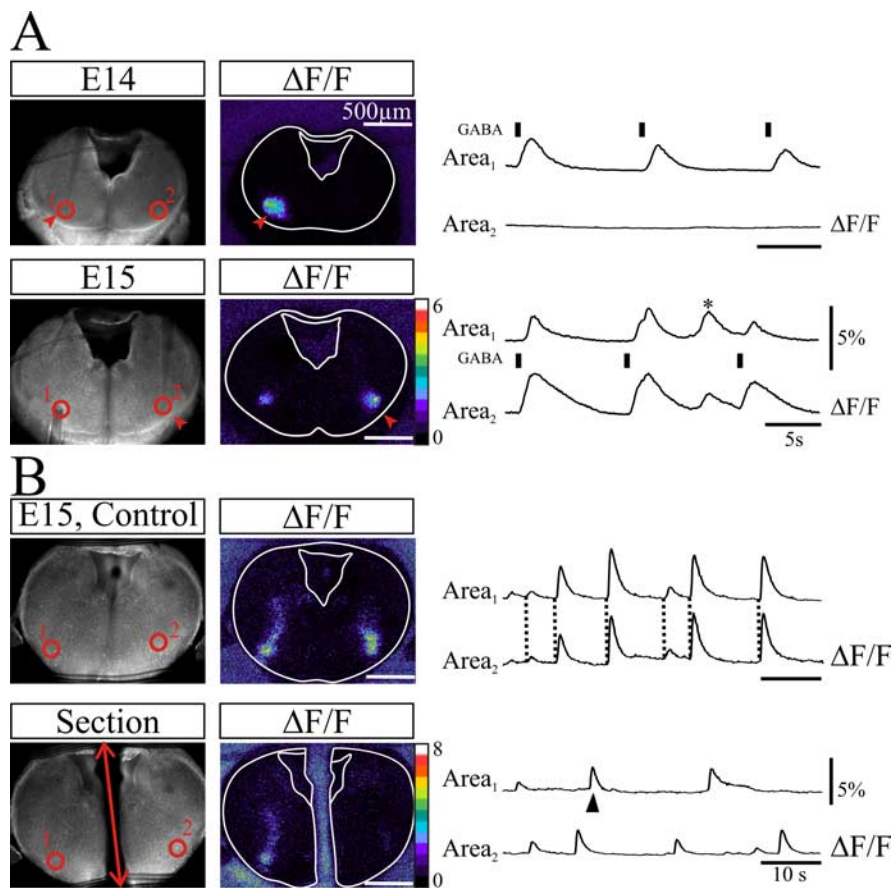 A
E14
ΔF/F
500µm
1
2
GABA
Area1
Area2
ΔF/F
E15
ΔF/F
1
2
6
0
Area1
*
5%
GABA
Area2
ΔF/F
5s
B
E15, Control
ΔF/F
1
2
Area1
Area2
ΔF/F
Section
ΔF/F
1
2
8
0
Area1
5%
Area2
ΔF/F
10 s